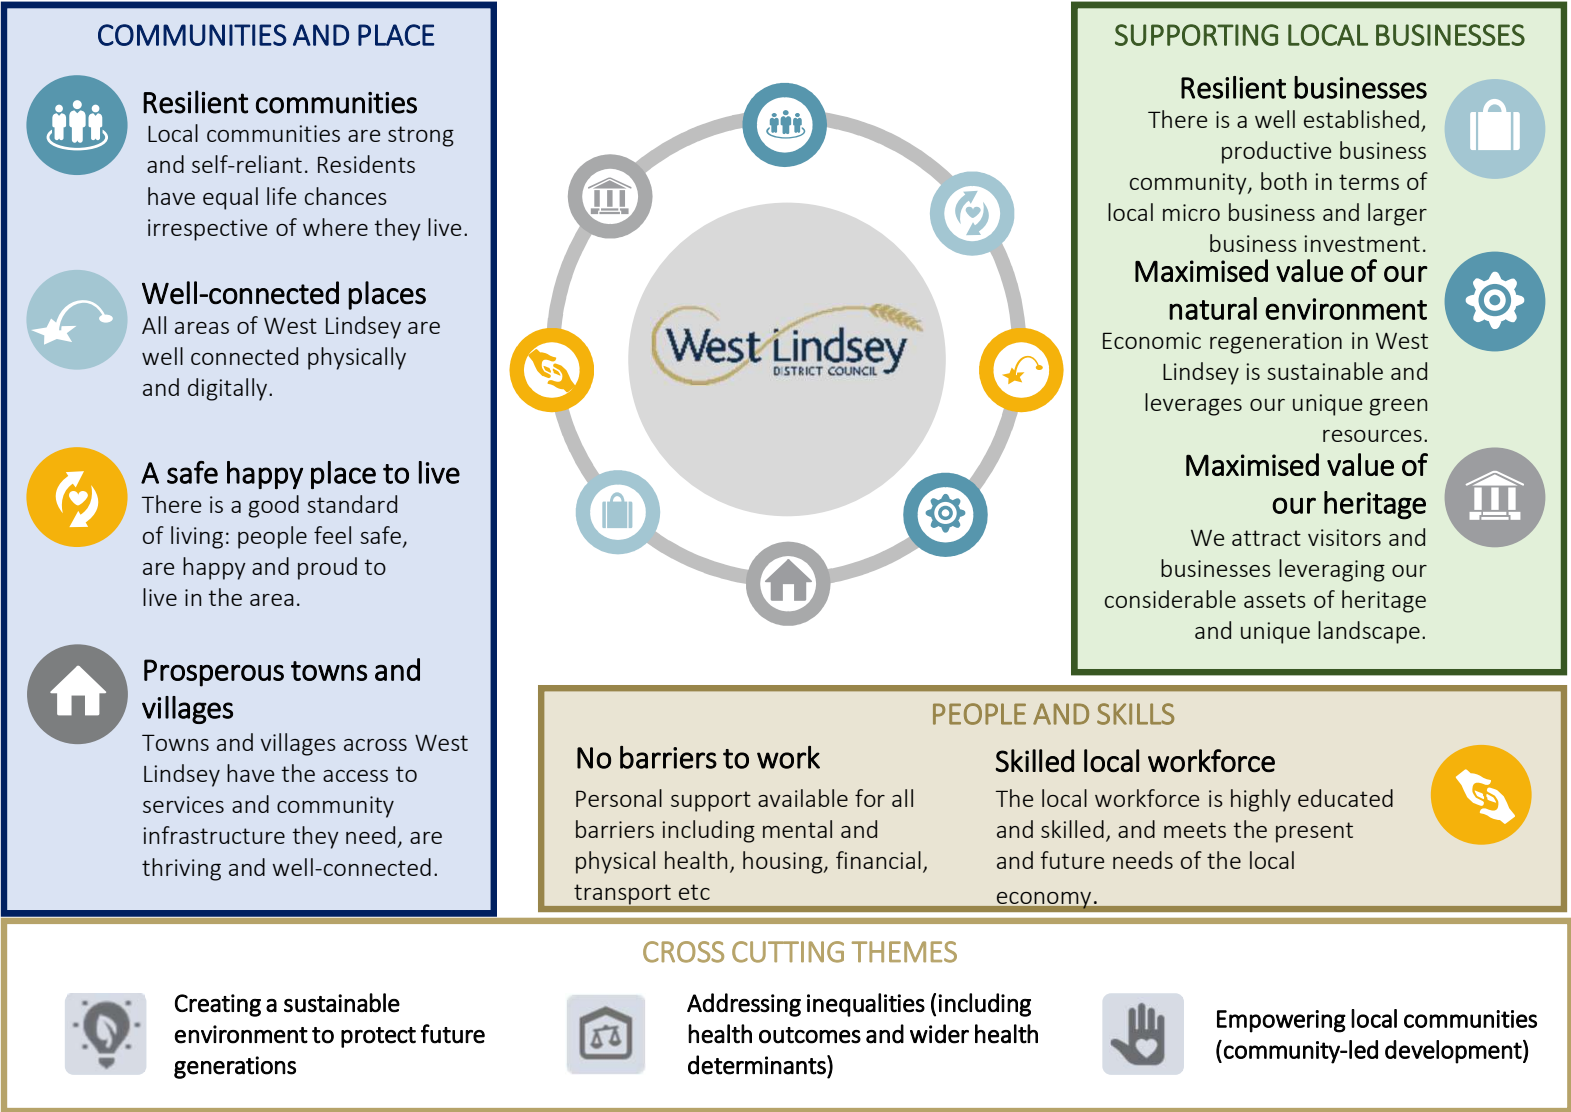 COMMUNITIES AND PLACE
Resilient communities
Local communities are strong
and self-reliant. Residents
have equal life chances
irrespective of where they live.
Well-connected places
All areas of West Lindsey are
well connected physically
and digitally.
A safe happy place to live
There is a good standard
of living: people feel safe,
are happy and proud to
live in the area.
Prosperous towns and
villages
Towns and villages across West
Lindsey have the access to
services and community
infrastructure they need, are
thriving and well-connected.
West Lindsey
DISTRICT COUNCIL
SUPPORTING LOCAL BUSINESSES
Resilient businesses
There is a well established,
productive business
community, both in terms of
local micro business and larger
business investment.
Maximised value of our
natural environment
Economic regeneration in West
Lindsey is sustainable and
leverages our unique green
resources.
Maximised value of
our heritage
We attract visitors and
businesses leveraging our
considerable assets of heritage
and unique landscape.
PEOPLE AND SKILLS
No barriers to work
Personal support available for all
barriers including mental and
physical health, housing, financial,
transport etc
Skilled local workforce
The local workforce is highly educated
and skilled, and meets the present
and future needs of the local
economy.
CROSS CUTTING THEMES
Creating a sustainable
environment to protect future
generations
Addressing inequalities (including
health outcomes and wider health
determinants)
Empowering local communities
(community-led development)